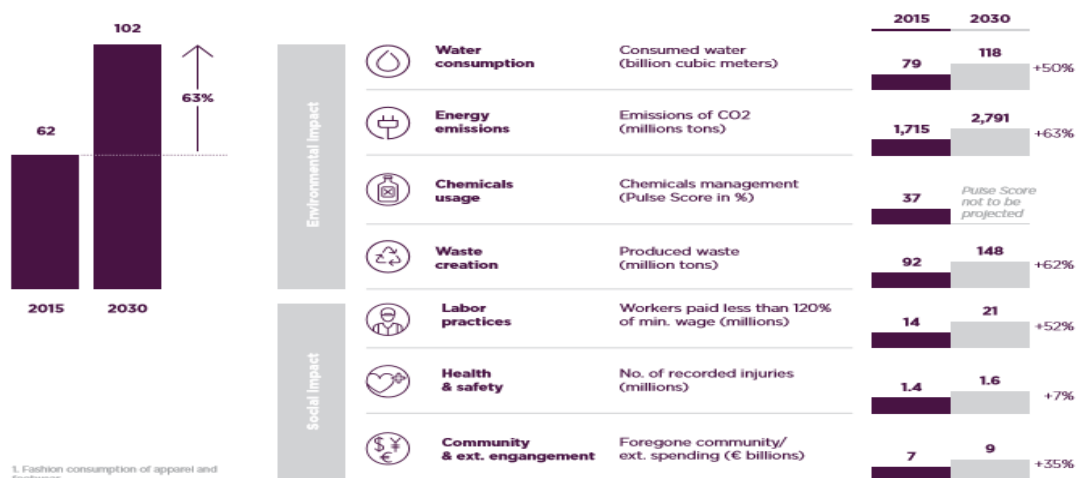 102
63%
62
2015 2030
Environmental Impact
Social Impact
2015 2030
Water
consumption
Consumed water
(billion cubic meters)
79 118 +50%
Energy
emissions
Emissions of CO2
(millions tons)
1,715 2,791 +63%
Chemicals
usage
Chemicals management
(Pulse Score in %)
37
Pulse Score
not to be
projected
Waste
creation
Produced waste
(million tons)
92 148 +62%
Labor
practices
Workers paid less than 120%
of min. wage (millions)
14 21 +52%
Health
& safety
No. of recorded injuries
(millions)
1.4 1.6 +7%
Community
& ext. engangement
Foregone community/
ext. spending (€ billions)
7 9 +35%
1. Fashion consumption of apparel and